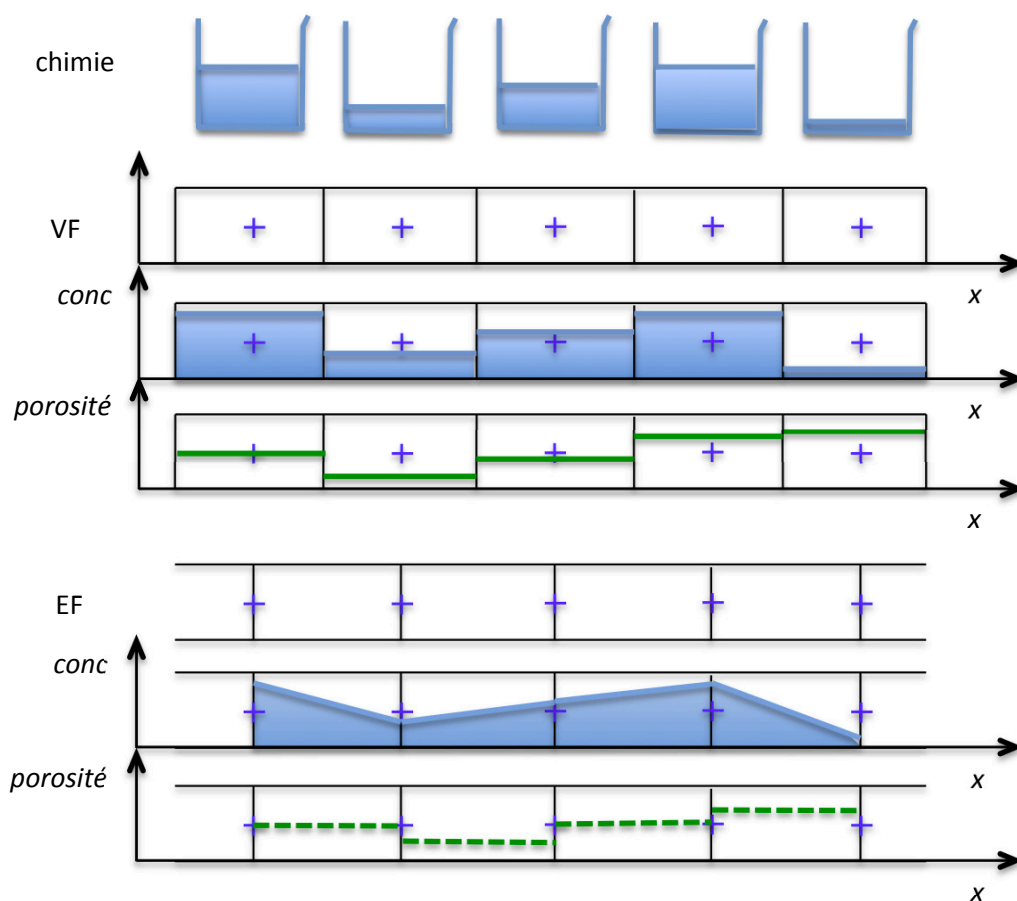 chimie
VF
x
conc
x
porosité
x
EF
conc
x
porosité
x